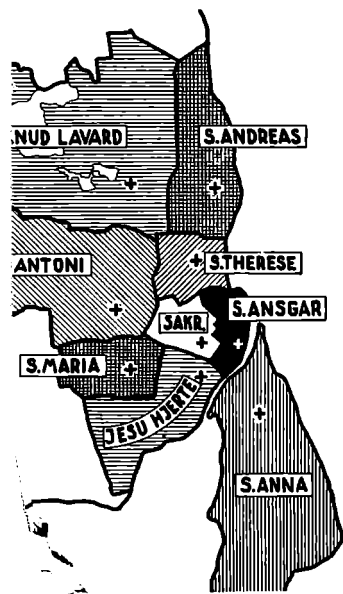 NUD LAVARD
S.ANDREAS
ANTONI
S.THERESE
S.ANSGAR
SAKR.
S.MARIA
JESU HJERTE
S.ANNA